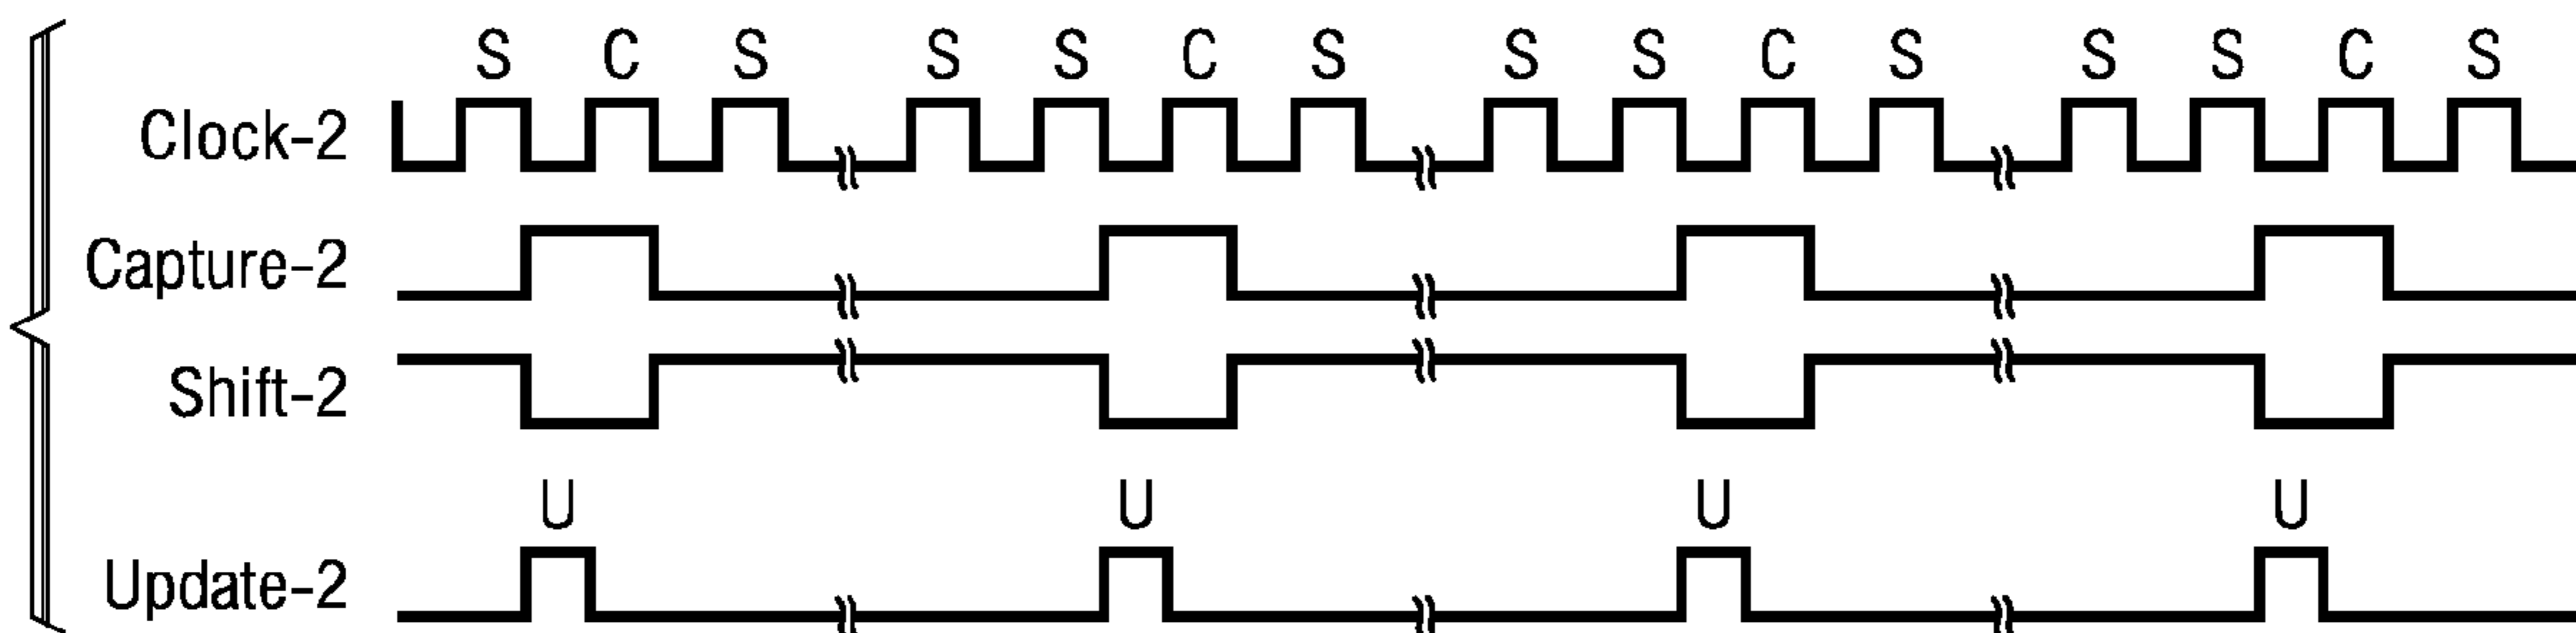 S C S S S C S S S C S S S C S
Clock-2
Capture-2
Shift-2
U U U U
Update-2